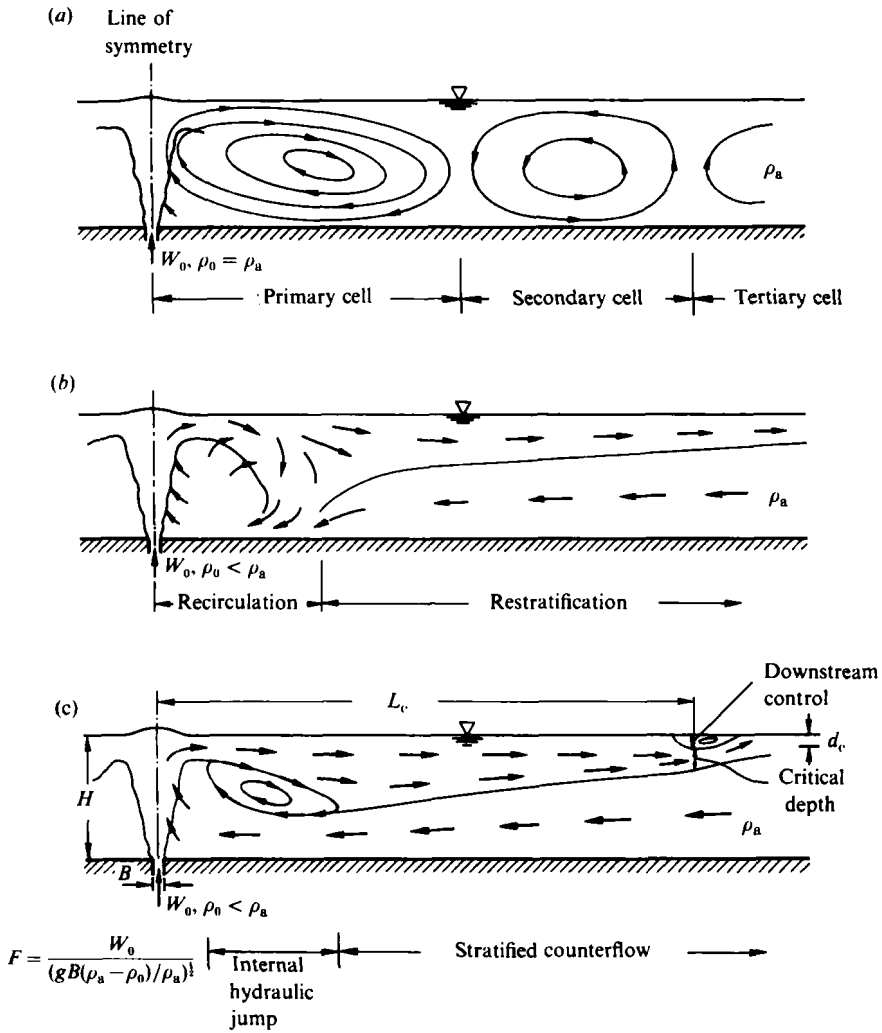 (a)
Line of
symmetry
ρa
W0, ρ0 = ρa
Primary cell
Secondary cell
Tertiary cell
(b)
ρa
W0, ρ0 < ρa
Recirculation
Restratification
Downstream
control
(c)
Lc
dc
H
Critical
depth
ρa
B
W0, ρ0 < ρa
F = W0 / (gB(ρa − ρ0)/ρa)½
Internal
hydraulic
jump
Stratified counterflow